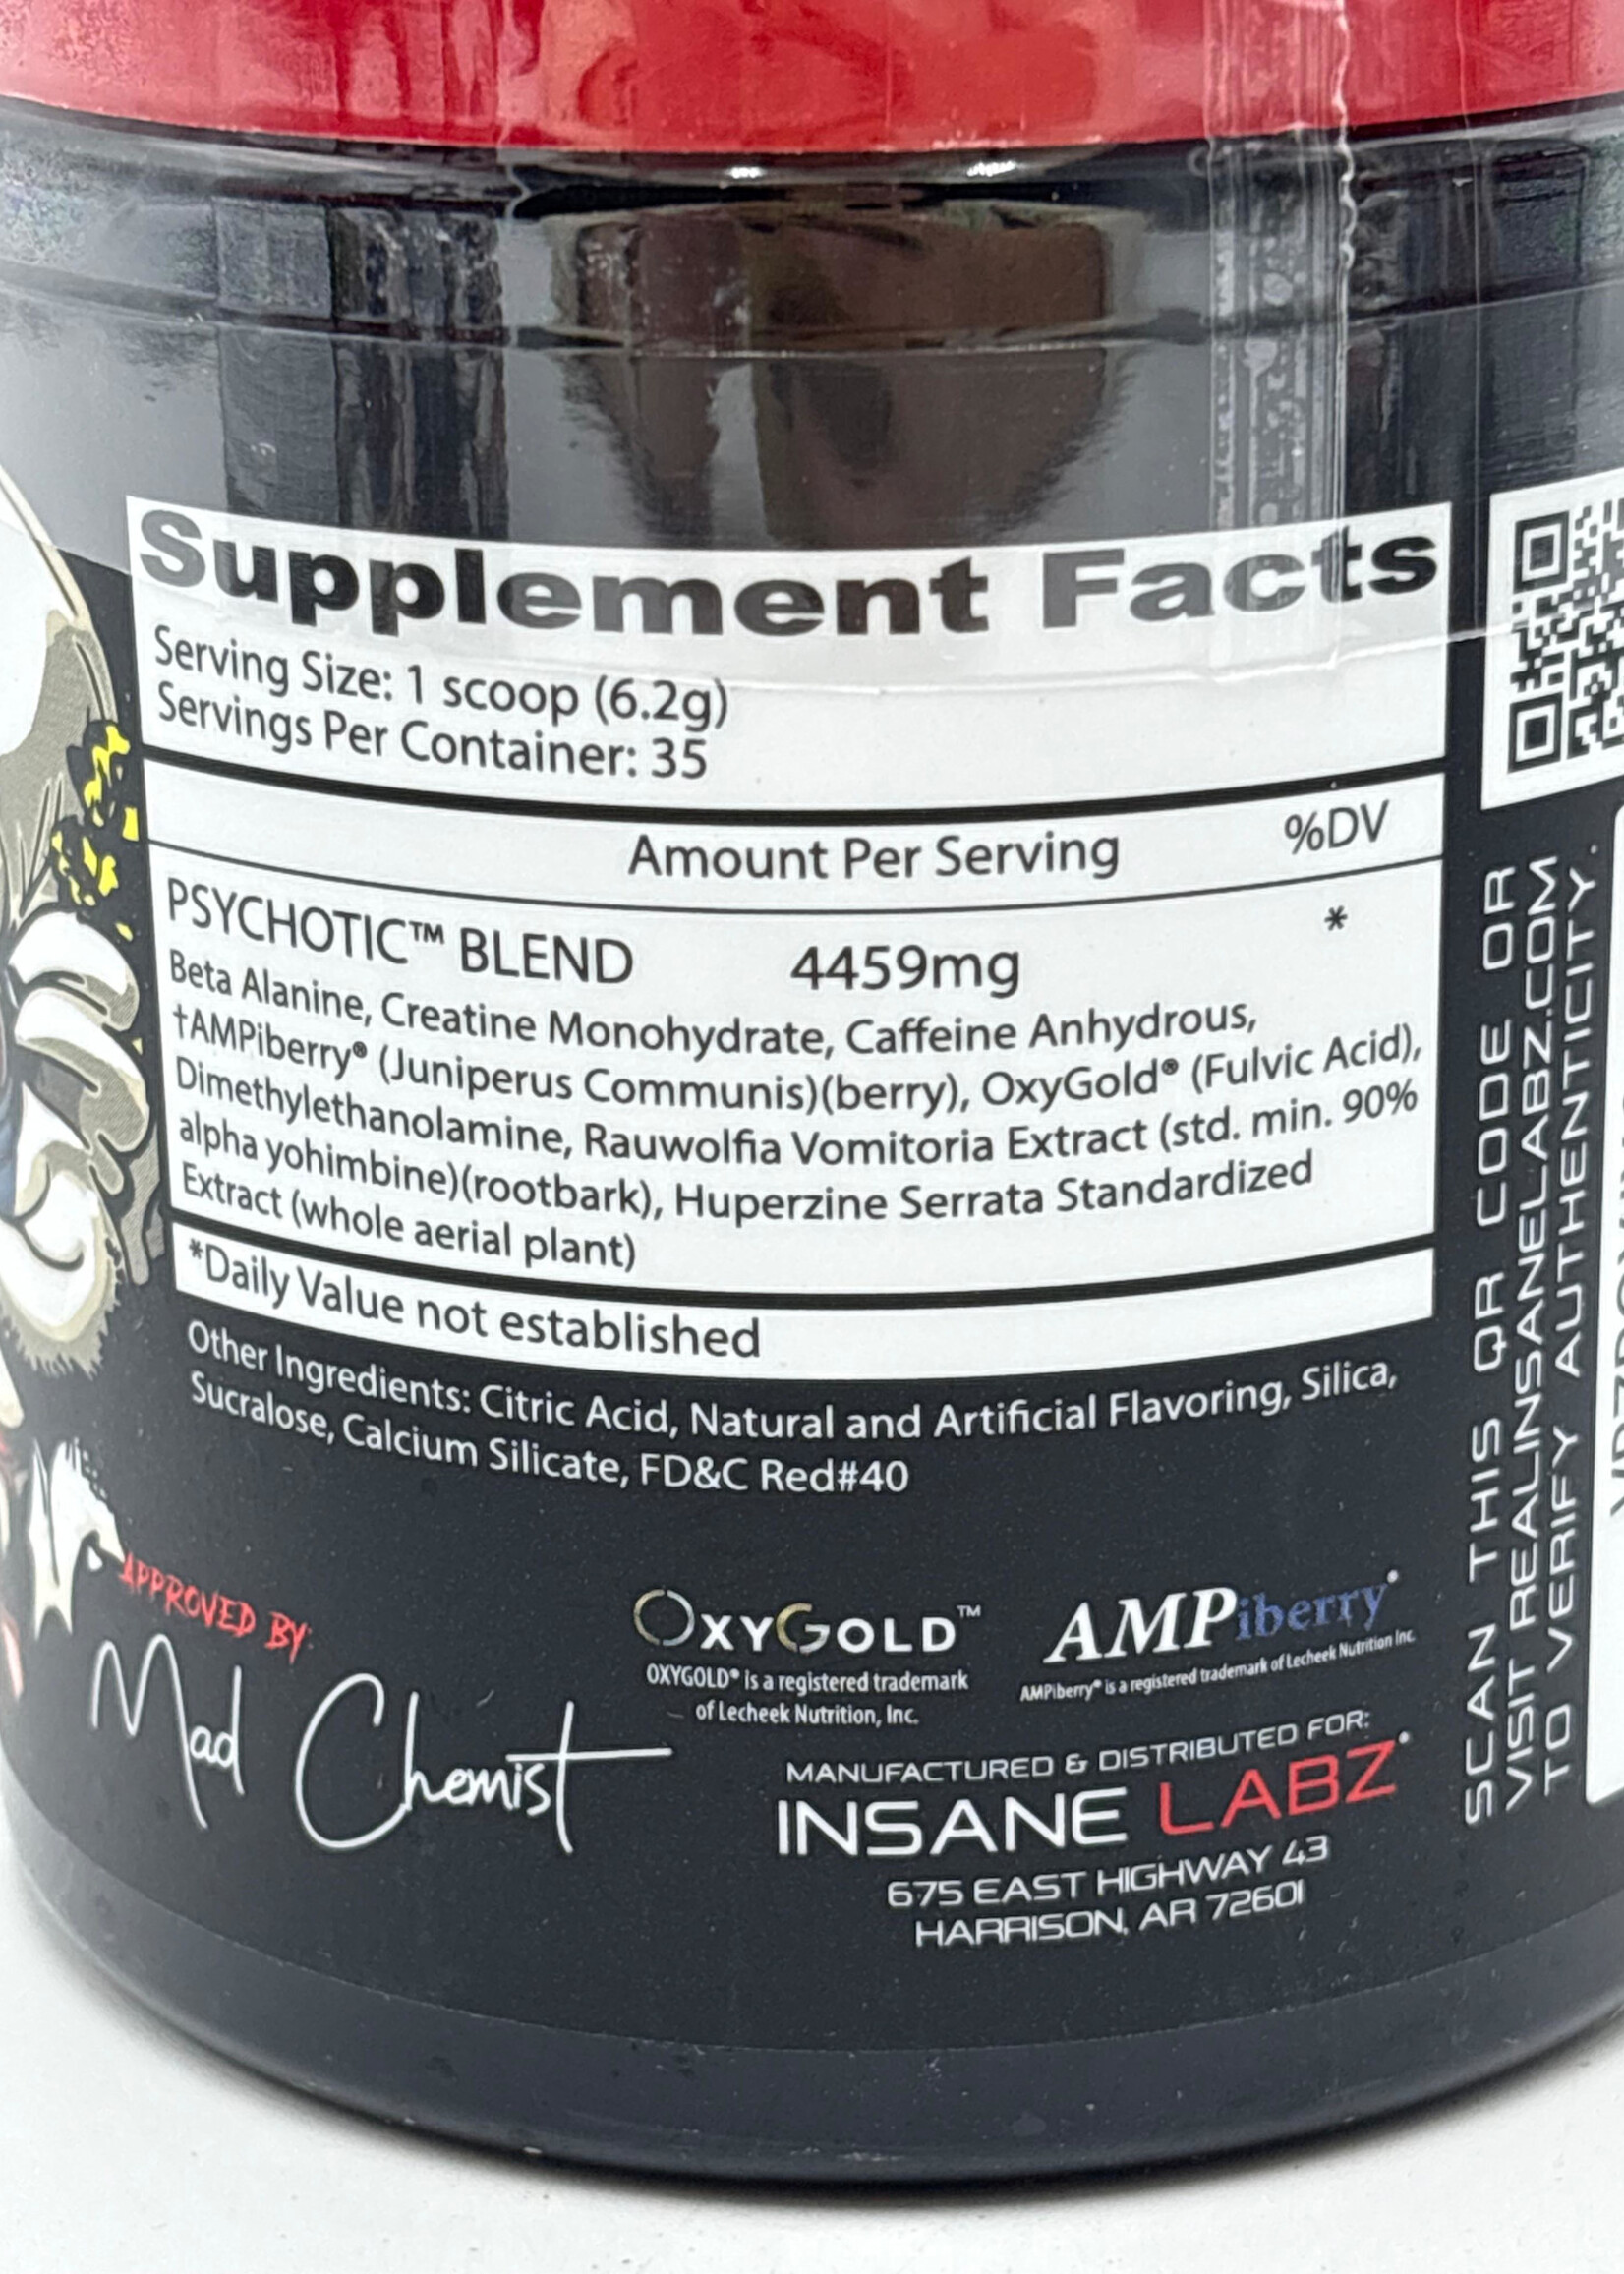 Supplement Facts
Serving Size: 1 scoop (6.2g)
Servings Per Container: 35
Amount Per Serving %DV
PSYCHOTIC™ BLEND 4459mg *
Beta Alanine, Creatine Monohydrate, Caffeine Anhydrous,
†AMPiberry® (Juniperus Communis)(berry), OxyGold® (Fulvic Acid),
Dimethylethanolamine, Rauwolfia Vomitoria Extract (std. min. 90%
alpha yohimbine)(rootbark), Huperzine Serrata Standardized
Extract (whole aerial plant)
*Daily Value not established
Other Ingredients: Citric Acid, Natural and Artificial Flavoring, Silica,
Sucralose, Calcium Silicate, FD&C Red#40
APPROVED BY:
Mad Chemist
OXYGOLD™
OXYGOLD® is a registered trademark
of Lecheek Nutrition, Inc.
AMPiberry®
AMPiberry® is a registered trademark of Lecheek Nutrition Inc.
MANUFACTURED & DISTRIBUTED FOR:
INSANE LABZ®
675 EAST HIGHWAY 43
HARRISON, AR 72601
SCAN THIS QR CODE OR
VISIT REALINSANELABZ.COM
TO VERIFY AUTHENTICITY.